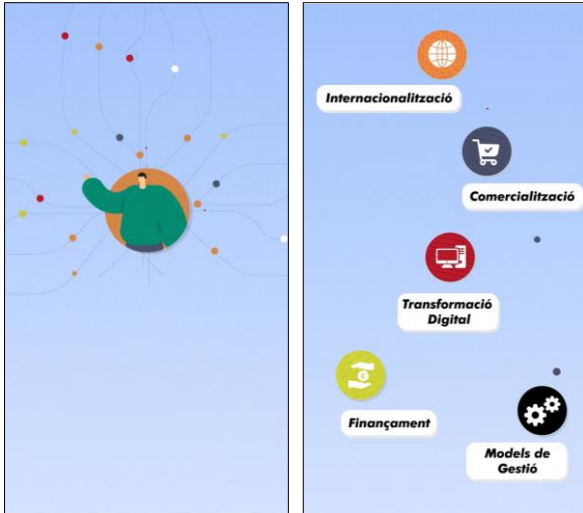 Internacionalització
Comercialització
Transformació
Digital
Finançament
Models de
Gestió